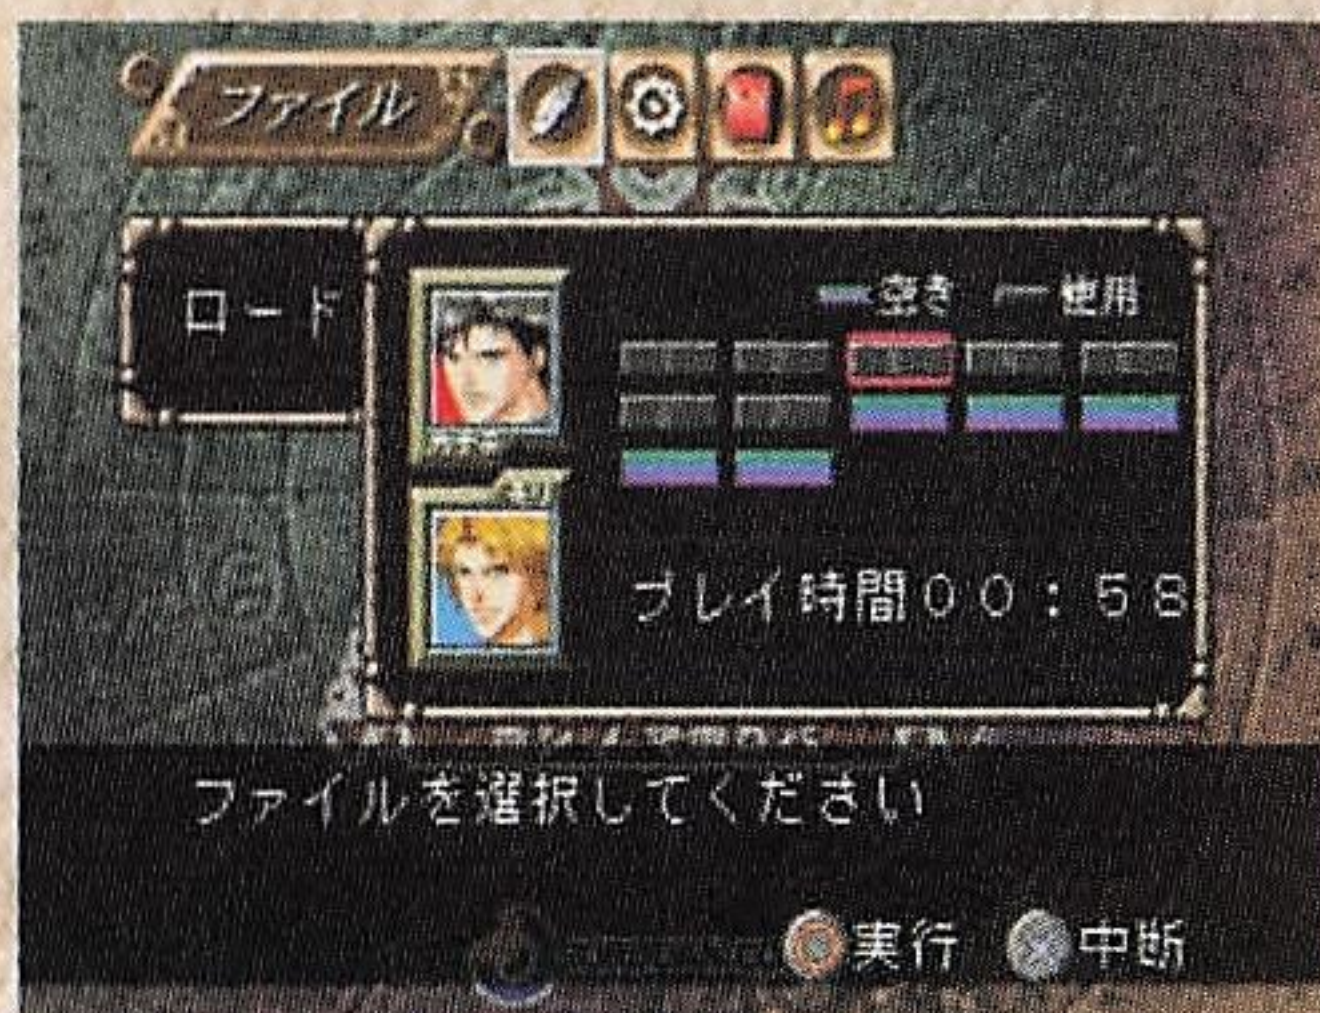 ファイル
ロード
空き 使用
プレイ時間００：５８
ファイルを選択してください
実行 中断